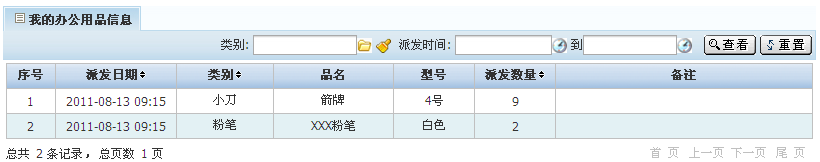 我的办公用品信息
类别: 派发时间: 到 查看 重置
序号 派发日期 类别 品名 型号 派发数量 备注
1 2011-08-13 09:15 小刀 箭牌 4号 9
2 2011-08-13 09:15 粉笔 XXX粉笔 白色 2
总共 2 条记录，总页数 1 页 首 页 上一页 下一页 尾 页